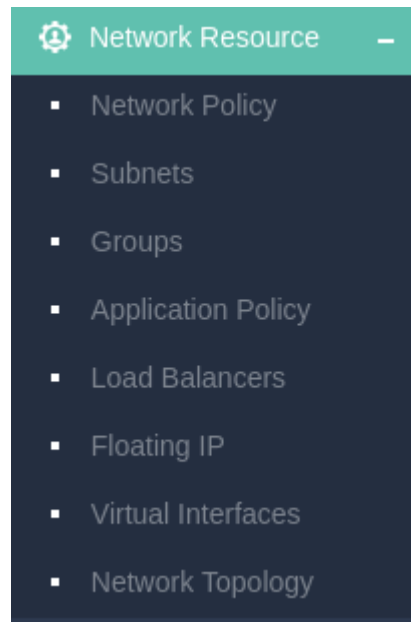 Network Resource
Network Policy
Subnets
Groups
Application Policy
Load Balancers
Floating IP
Virtual Interfaces
Network Topology